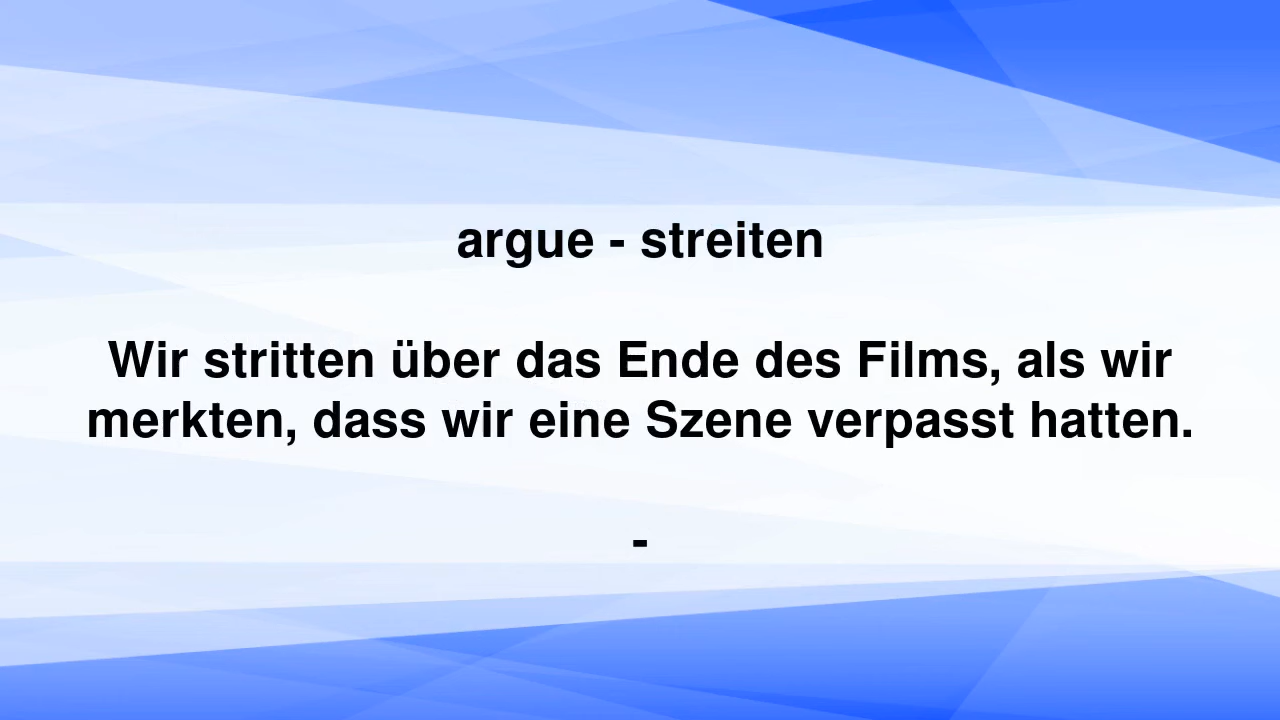 argue - streiten
Wir stritten über das Ende des Films, als wir
merkten, dass wir eine Szene verpasst hatten.
-